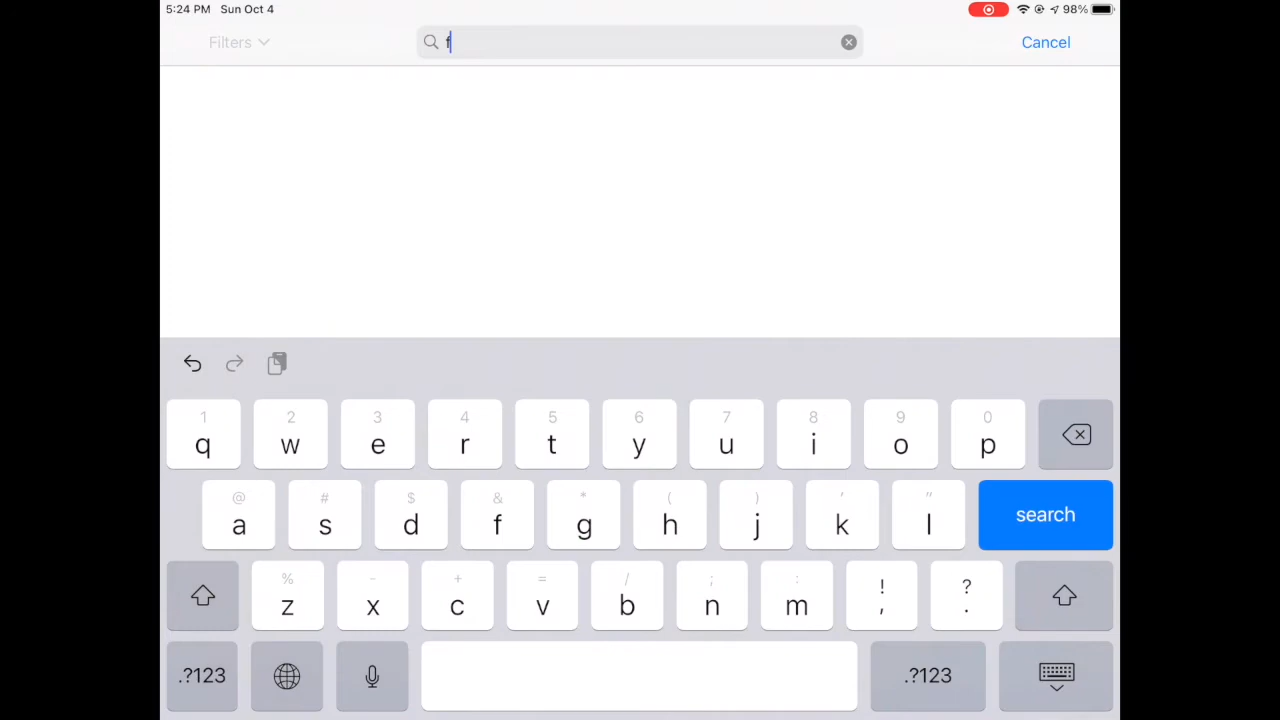 5:24 PM Sun Oct 4 98%
Filters f Cancel
1 2 3 4 5 6 7 8 9 0
q w e r t y u i o p
@ # $ & * ( ) ' "
a s d f g h j k l search
% - + = / ; : ! ?
z x c v b n m , .
.?123 .?123